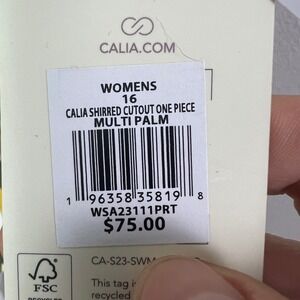 CALIA.COM
WOMENS
16
CALIA SHIRRED CUTOUT ONE PIECE
MULTI PALM
1 96358 35819 8
WSA23111PRT
$75.00
CA-S23-SWM
FSC
RECYCLED
This tag is
recycled